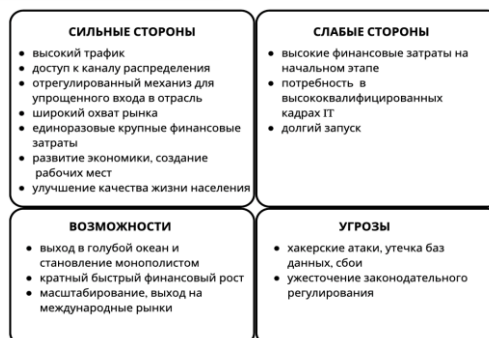 СИЛЬНЫЕ СТОРОНЫ
высокий трафик
доступ к каналу распределения
отрегулированный механиз для
упрощенного входа в отрасль
широкий охват рынка
единоразовые крупные финансовые
затраты
развитие экономики, создание
рабочих мест
улучшение качества жизни населения
СЛАБЫЕ СТОРОНЫ
высокие финансовые затраты на
начальном этапе
потребность в
высококвалифицированных
кадрах IT
долгий запуск
ВОЗМОЖНОСТИ
выход в голубой океан и
становление монополистом
кратный быстрый финансовый рост
масштабирование, выход на
международные рынки
УГРОЗЫ
хакерские атаки, утечка баз
данных, сбои
ужесточение законодательного
регулирования